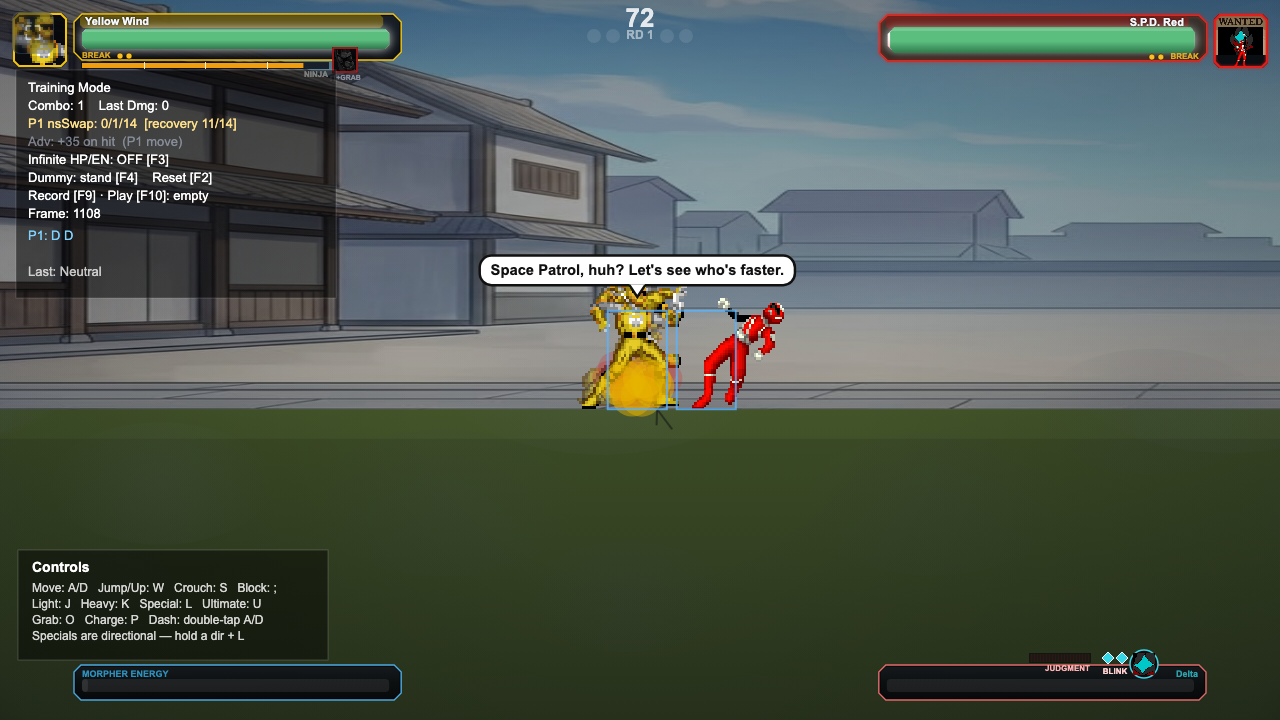 Yellow Wind
72
RD 1
S.P.D. Red
WANTED
BREAK
BREAK
NINJA
+GRAB
Training Mode
Combo: 1 Last Dmg: 0
P1 nsSwap: 0/1/14 [recovery 11/14]
Adv: +35 on hit (P1 move)
Infinite HP/EN: OFF [F3]
Dummy: stand [F4] Reset [F2]
Record [F9] · Play [F10]: empty
Frame: 1108
P1: D D
Last: Neutral
Space Patrol, huh? Let's see who's faster.
Controls
Move: A/D Jump/Up: W Crouch: S Block: ;
Light: J Heavy: K Special: L Ultimate: U
Grab: O Charge: P Dash: double-tap A/D
Specials are directional — hold a dir + L
MORPHER ENERGY
JUDGMENT
BLINK
Delta